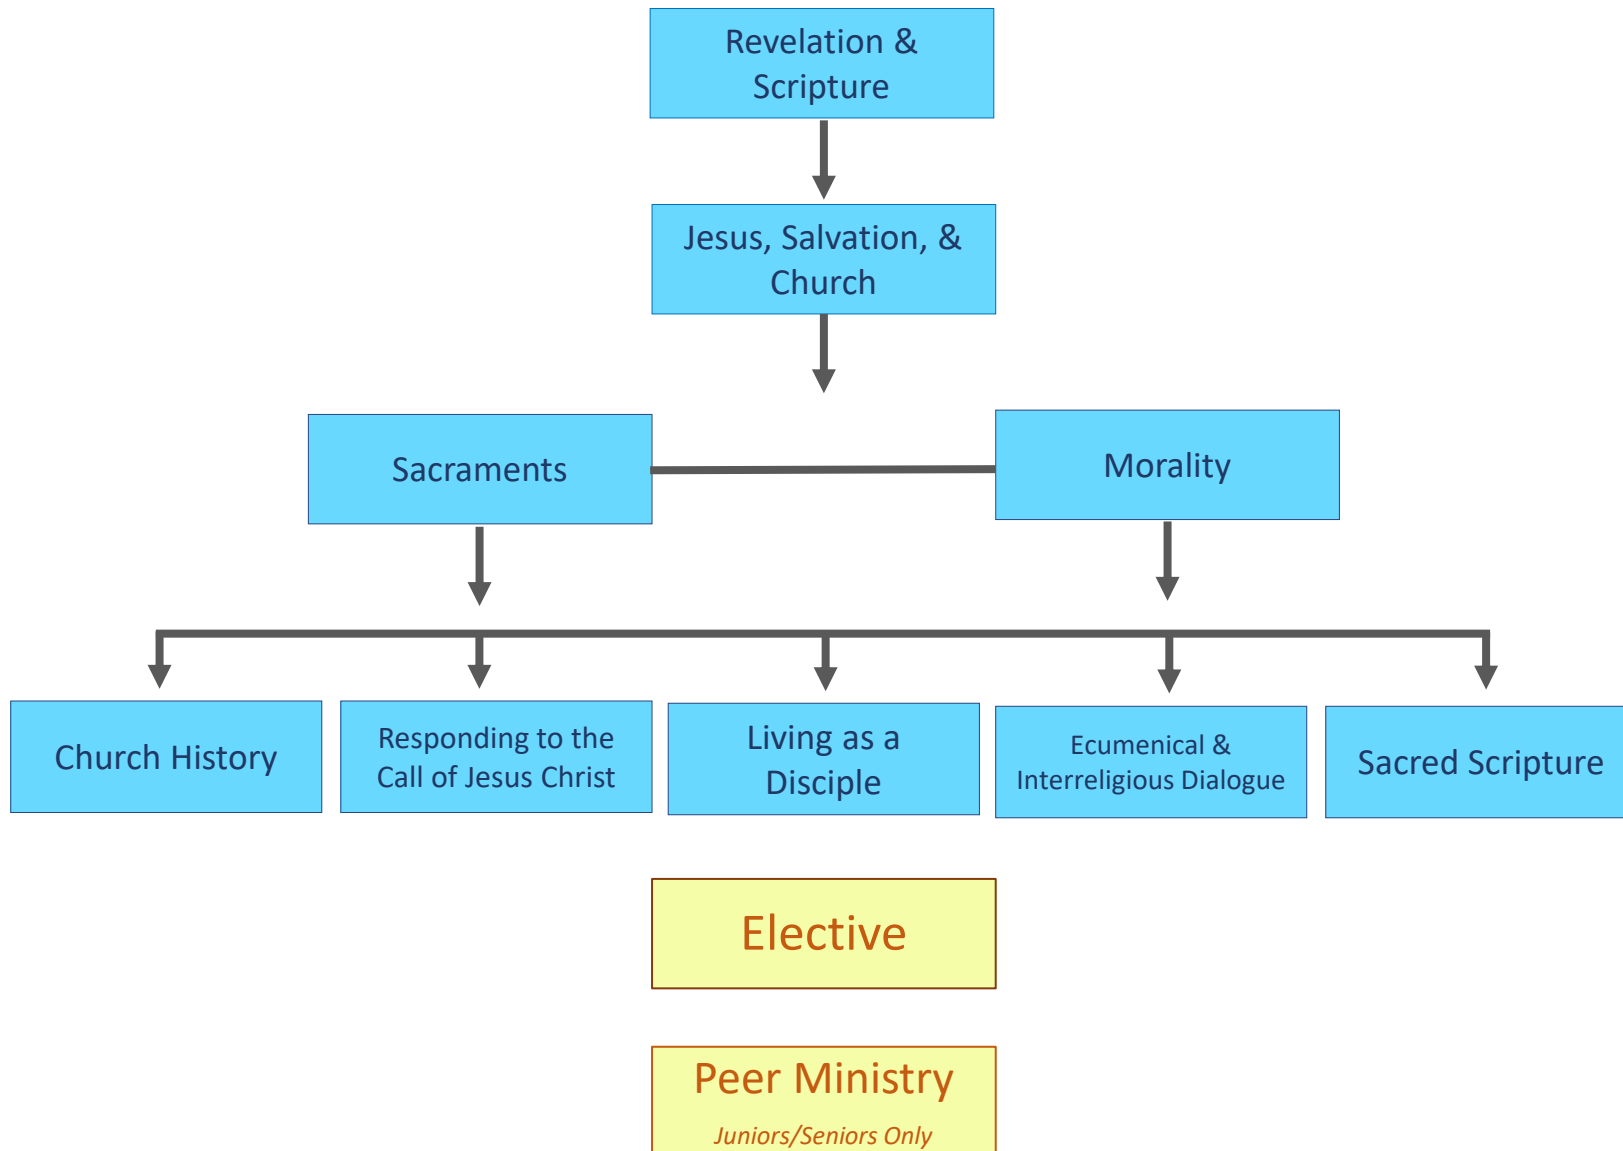 Revelation &
Scripture
Jesus, Salvation, &
Church
Sacraments
Morality
Church History
Responding to the
Call of Jesus Christ
Living as a
Disciple
Ecumenical &
Interreligious Dialogue
Sacred Scripture
Elective
Peer Ministry
Juniors/Seniors Only